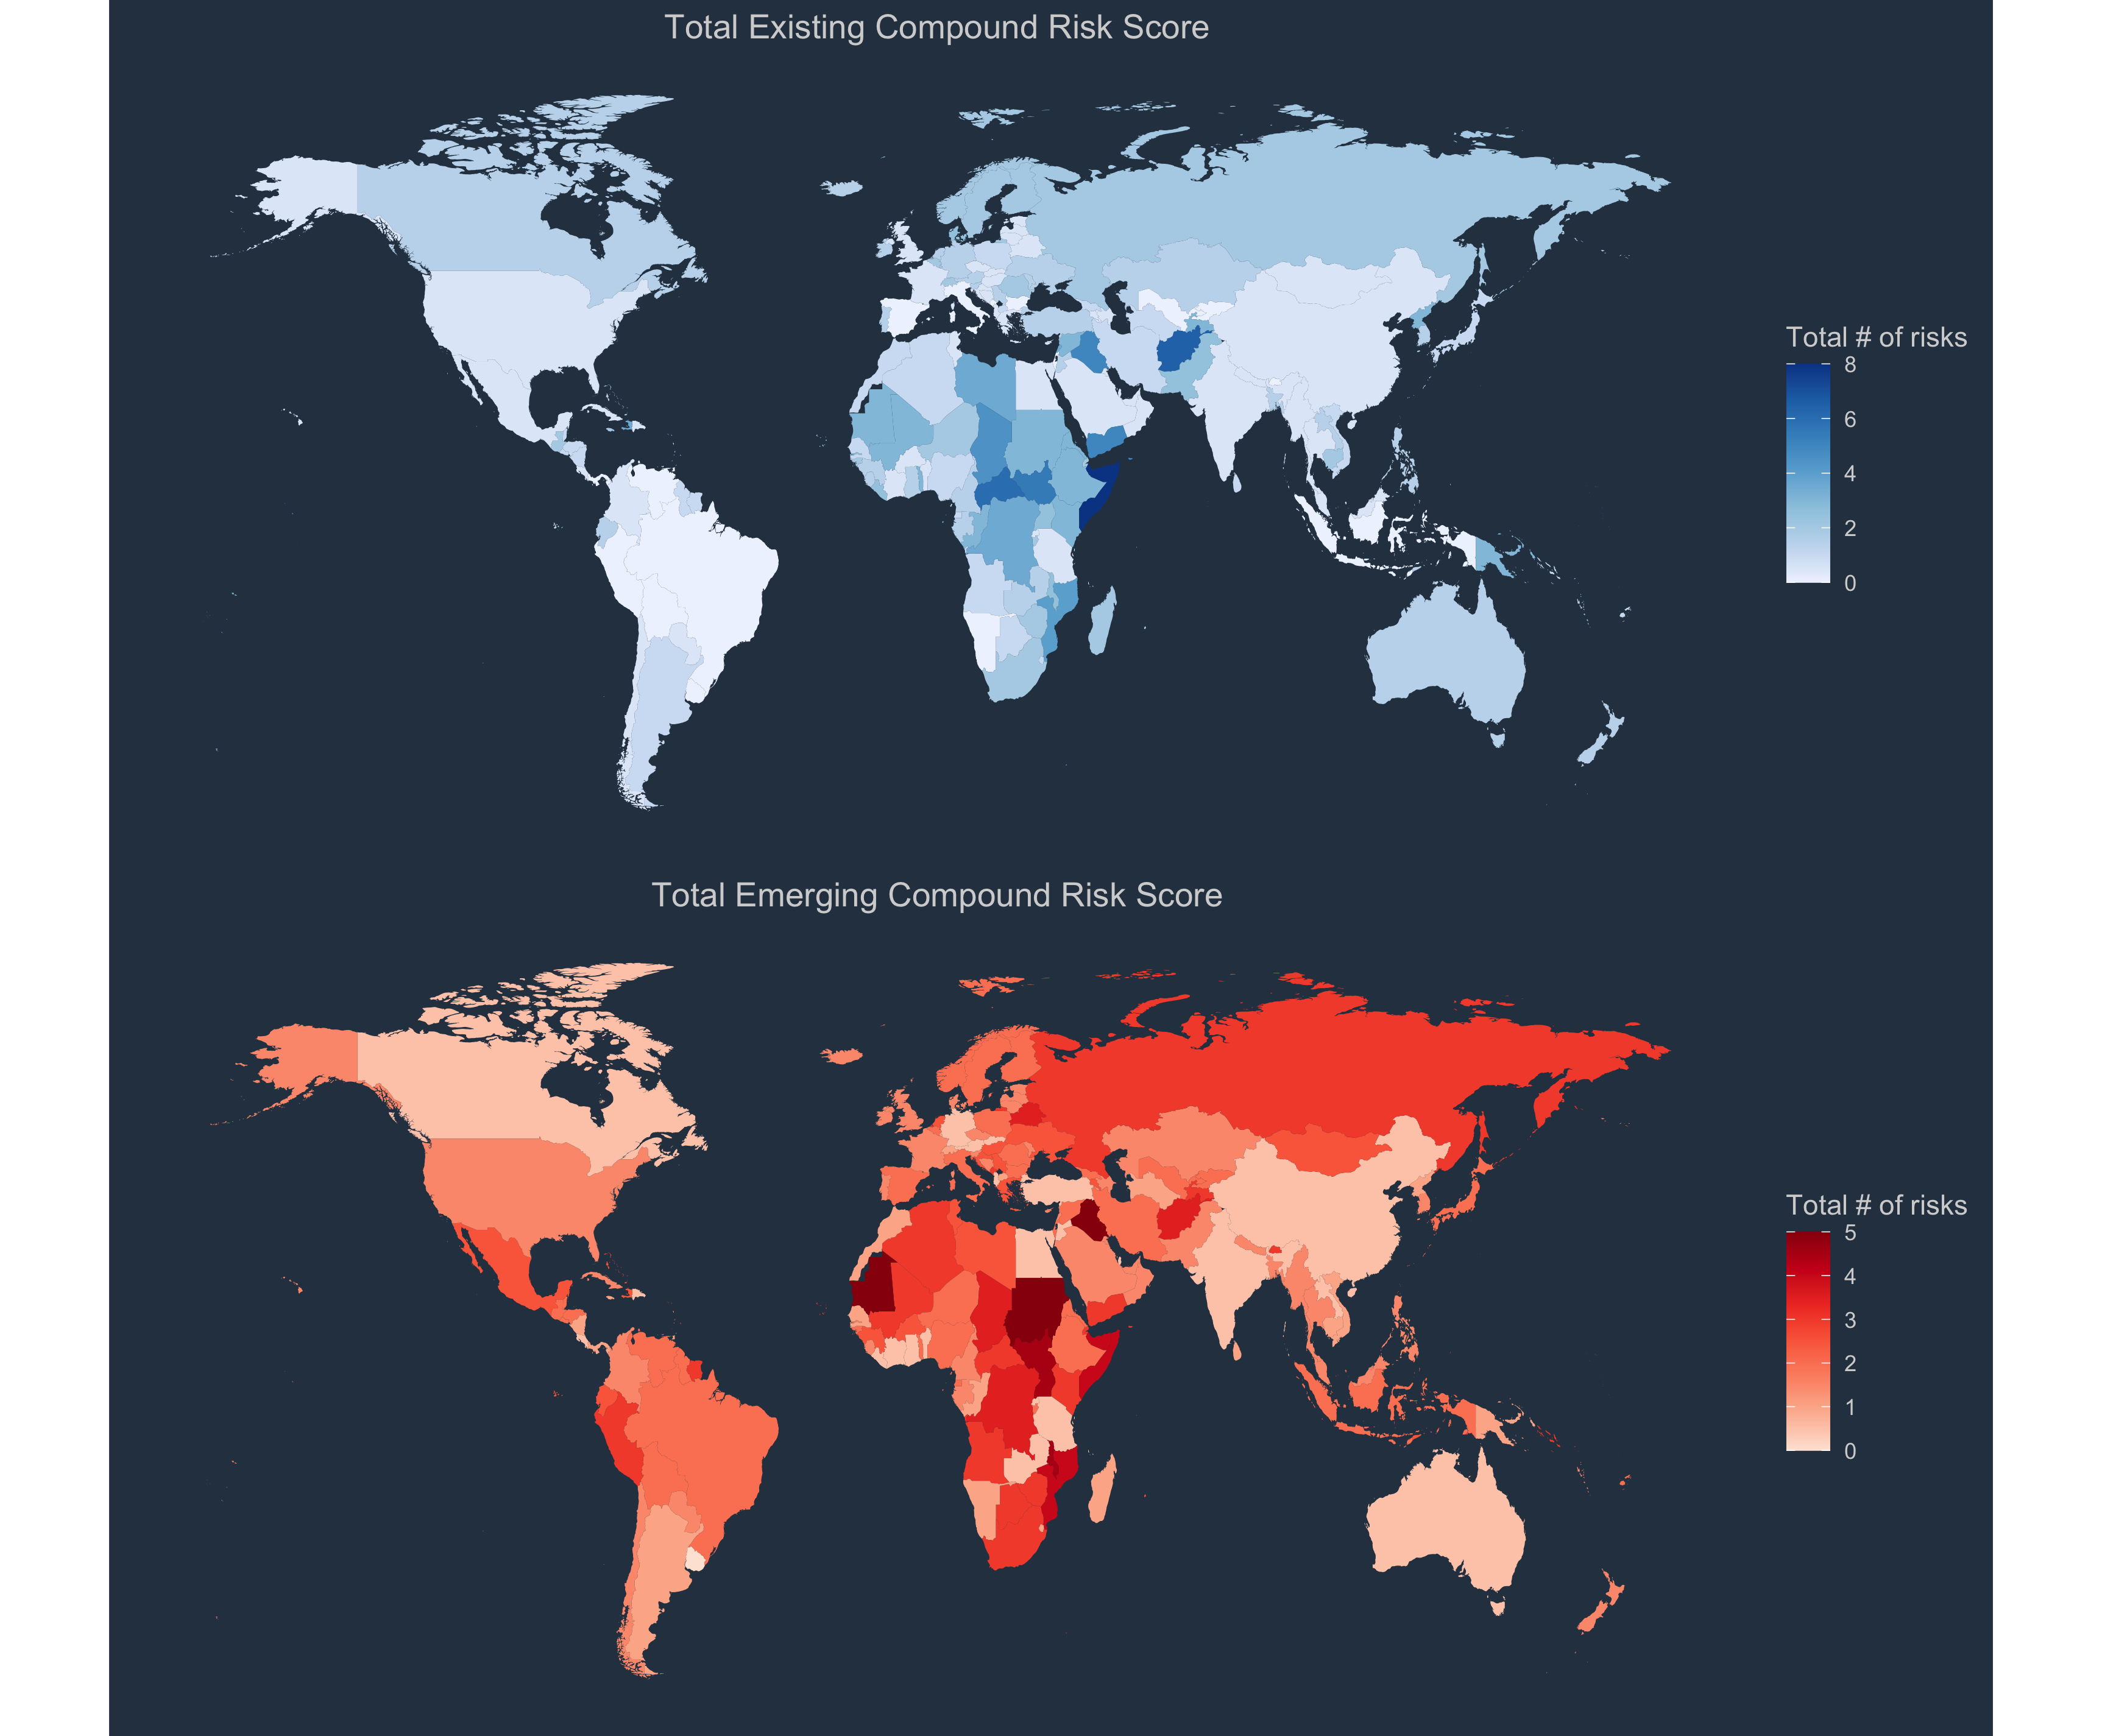 Total Existing Compound Risk Score
Total # of risks
8
6
4
2
0
Total Emerging Compound Risk Score
Total # of risks
5
4
3
2
1
0